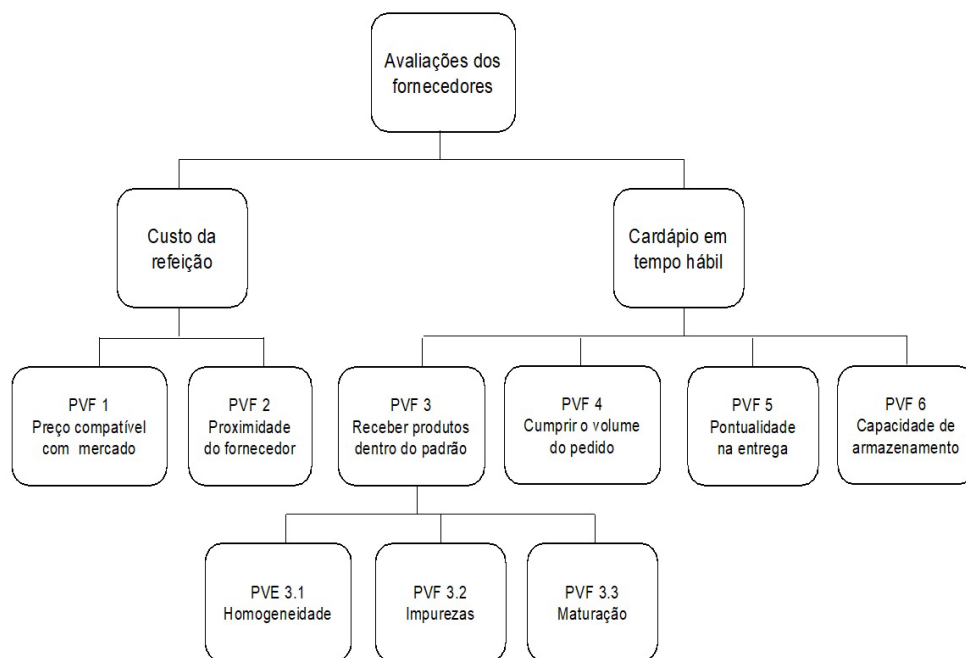 Avaliações dos
fornecedores
Custo da
refeição
Cardápio em
tempo hábil
PVF 1
Preço compatível
com mercado
PVF 2
Proximidade
do fornecedor
PVF 3
Receber produtos
dentro do padrão
PVF 4
Cumprir o volume
do pedido
PVF 5
Pontualidade
na entrega
PVF 6
Capacidade de
armazenamento
PVE 3.1
Homogeneidade
PVF 3.2
Impurezas
PVF 3.3
Maturação